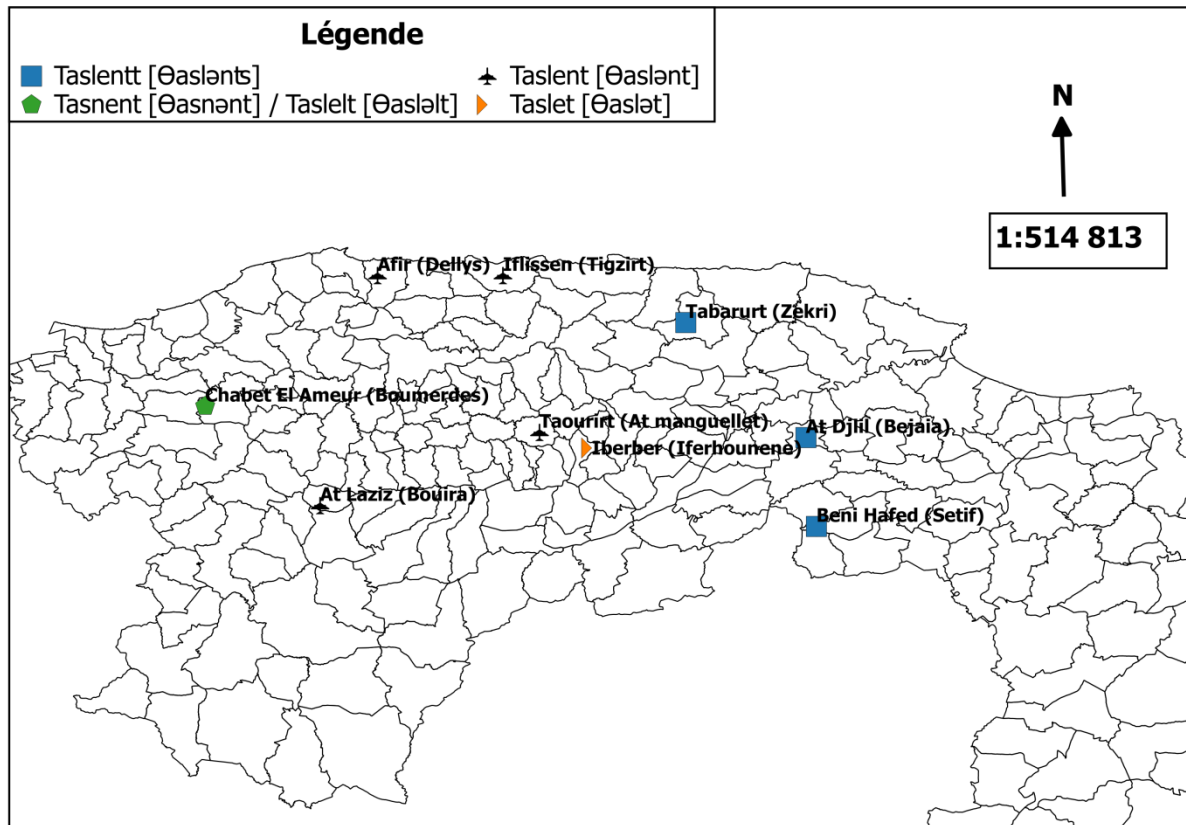 Légende
Taslentt [Θaslənʦ]
Taslent [Θaslənt]
Tasnent [Θasnənt] / Taslelt [Θasləlt]
Taslet [Θaslət]
N
1:514 813
Afir (Dellys)
Iflissen (Tigzirt)
Tabarurt (Zekri)
Chabet El Ameur (Boumerdes)
Taourirt (At manguellet)
At Djlil (Bejaia)
Iberber (Iferhounene)
At Laziz (Bouira)
Beni Hafed (Setif)